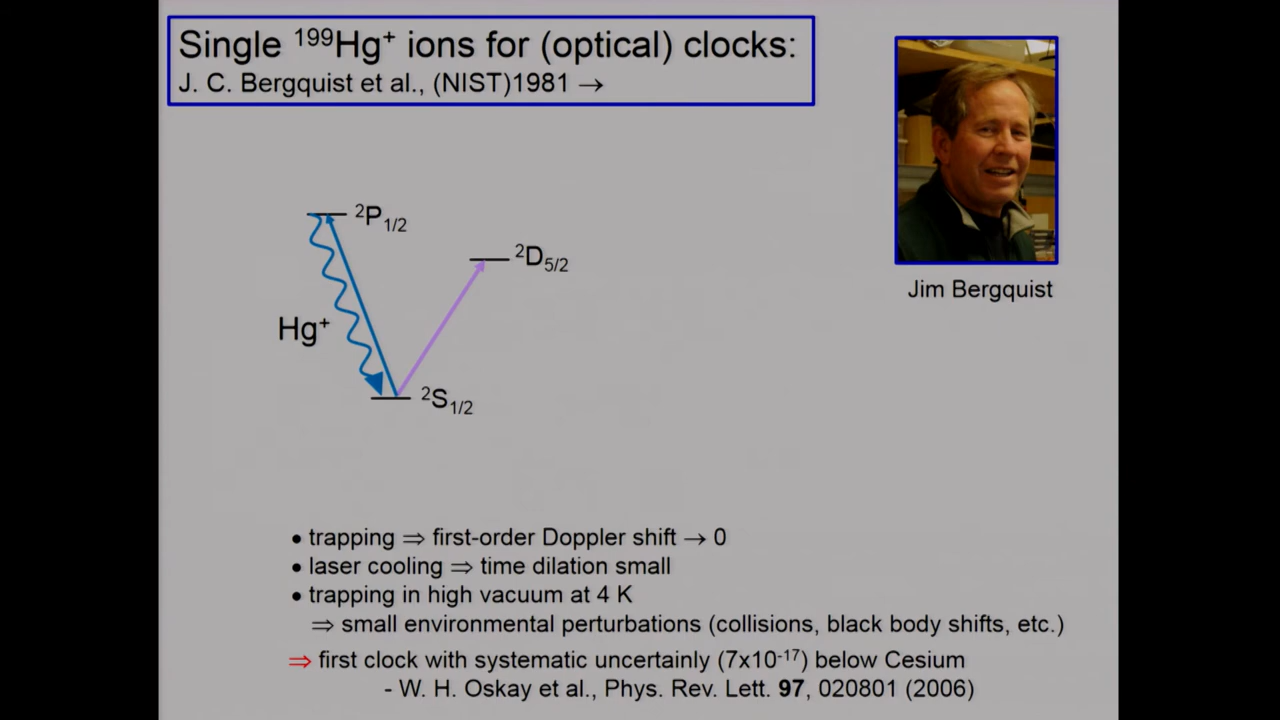 Single ¹⁹⁹Hg⁺ ions for (optical) clocks:
J. C. Bergquist et al., (NIST)1981 →
Jim Bergquist
²P₁/₂
²D₅/₂
Hg⁺
²S₁/₂
• trapping ⇒ first-order Doppler shift → 0
• laser cooling ⇒ time dilation small
• trapping in high vacuum at 4 K
⇒ small environmental perturbations (collisions, black body shifts, etc.)
⇒ first clock with systematic uncertainly (7x10⁻¹⁷) below Cesium
- W. H. Oskay et al., Phys. Rev. Lett. 97, 020801 (2006)